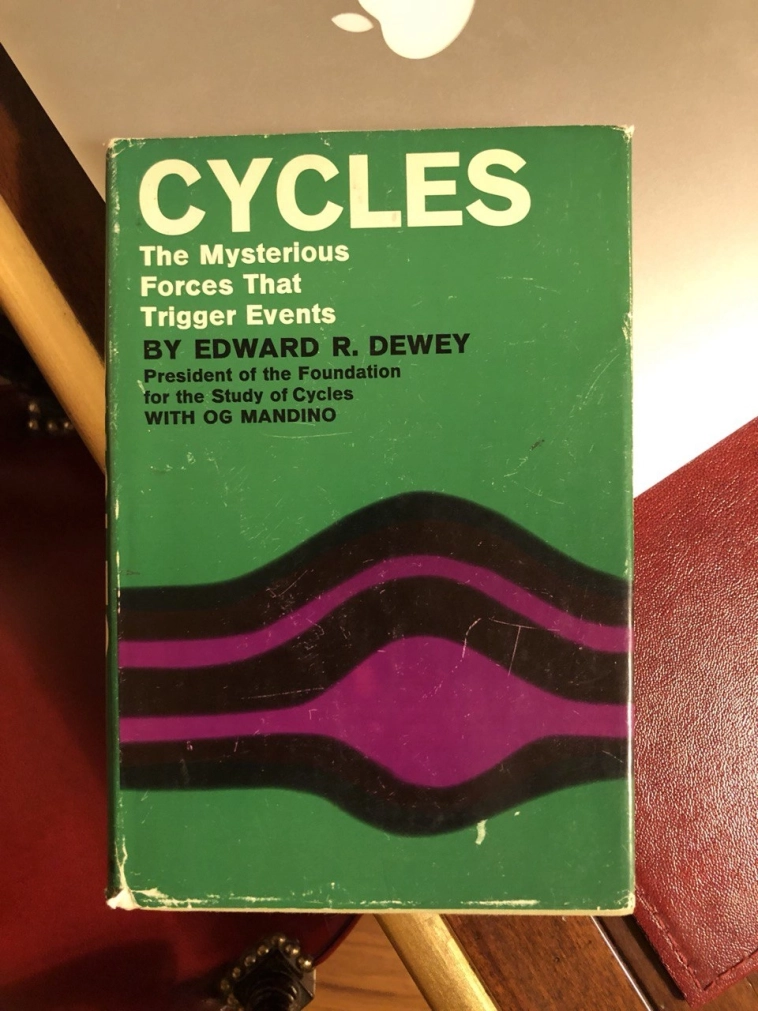 CYCLES
The Mysterious
Forces That
Trigger Events
BY EDWARD R. DEWEY
President of the Foundation
for the Study of Cycles
WITH OG MANDINO